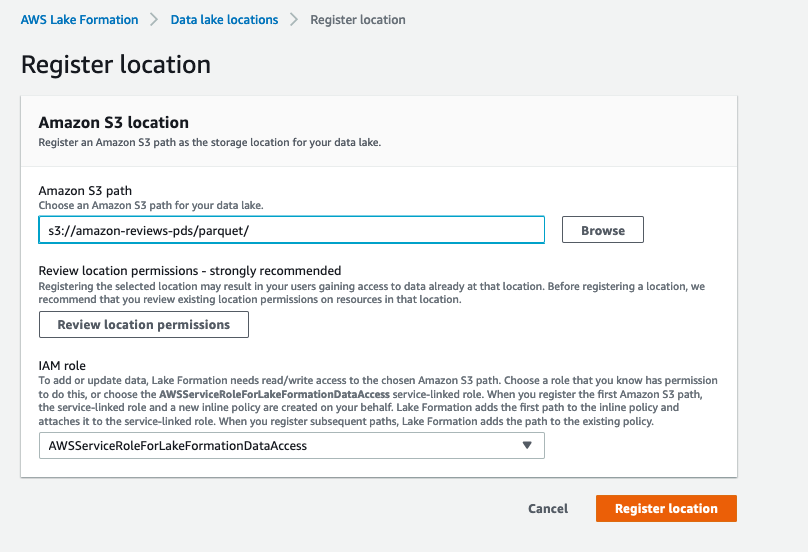 AWS Lake Formation > Data lake locations > Register location
Register location
Amazon S3 location
Register an Amazon S3 path as the storage location for your data lake.
Amazon S3 path
Choose an Amazon S3 path for your data lake.
s3://amazon-reviews-pds/parquet/
Browse
Review location permissions - strongly recommended
Registering the selected location may result in your users gaining access to data already at that location. Before registering a location, we
recommend that you review existing location permissions on resources in that location.
Review location permissions
IAM role
To add or update data, Lake Formation needs read/write access to the chosen Amazon S3 path. Choose a role that you know has permission
to do this, or choose the AWSServiceRoleForLakeFormationDataAccess service-linked role. When you register the first Amazon S3 path,
the service-linked role and a new inline policy are created on your behalf. Lake Formation adds the first path to the inline policy and
attaches it to the service-linked role. When you register subsequent paths, Lake Formation adds the path to the existing policy.
AWSServiceRoleForLakeFormationDataAccess
Cancel
Register location